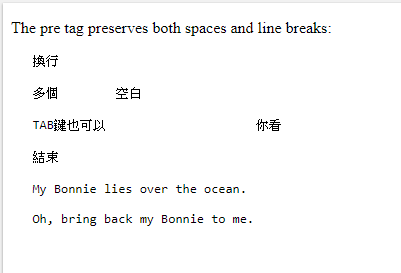 The pre tag preserves both spaces and line breaks:
換行
多個        空白
TAB鍵也可以                    你看
結束
My Bonnie lies over the ocean.
Oh, bring back my Bonnie to me.